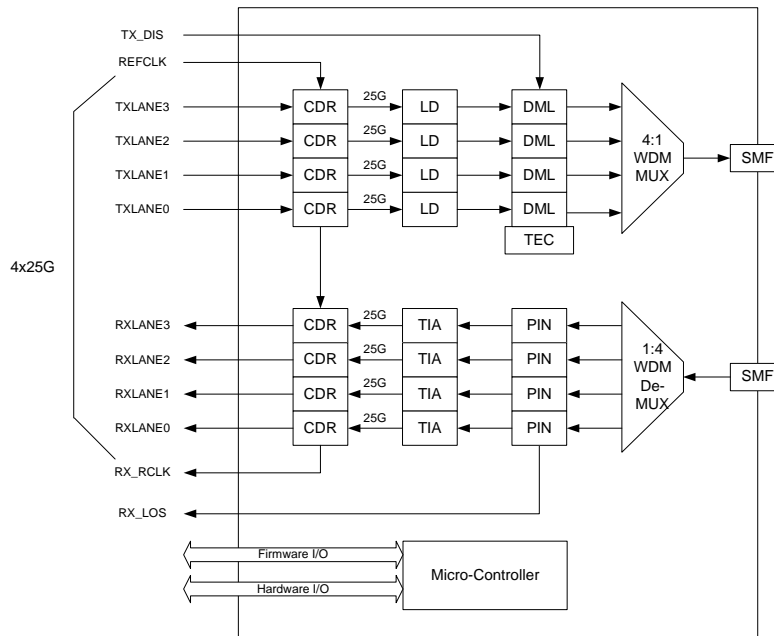 TX_DIS
REFCLK
TXLANE3 CDR 25G LD DML
TXLANE2 CDR 25G LD DML
TXLANE1 CDR 25G LD DML
TXLANE0 CDR 25G LD DML
4:1
WDM
MUX
SMF
TEC
4x25G
RXLANE3 CDR 25G TIA PIN
RXLANE2 CDR 25G TIA PIN
RXLANE1 CDR 25G TIA PIN
RXLANE0 CDR 25G TIA PIN
1:4
WDM
De-
MUX
SMF
RX_RCLK
RX_LOS
Firmware I/O
Hardware I/O
Micro-Controller